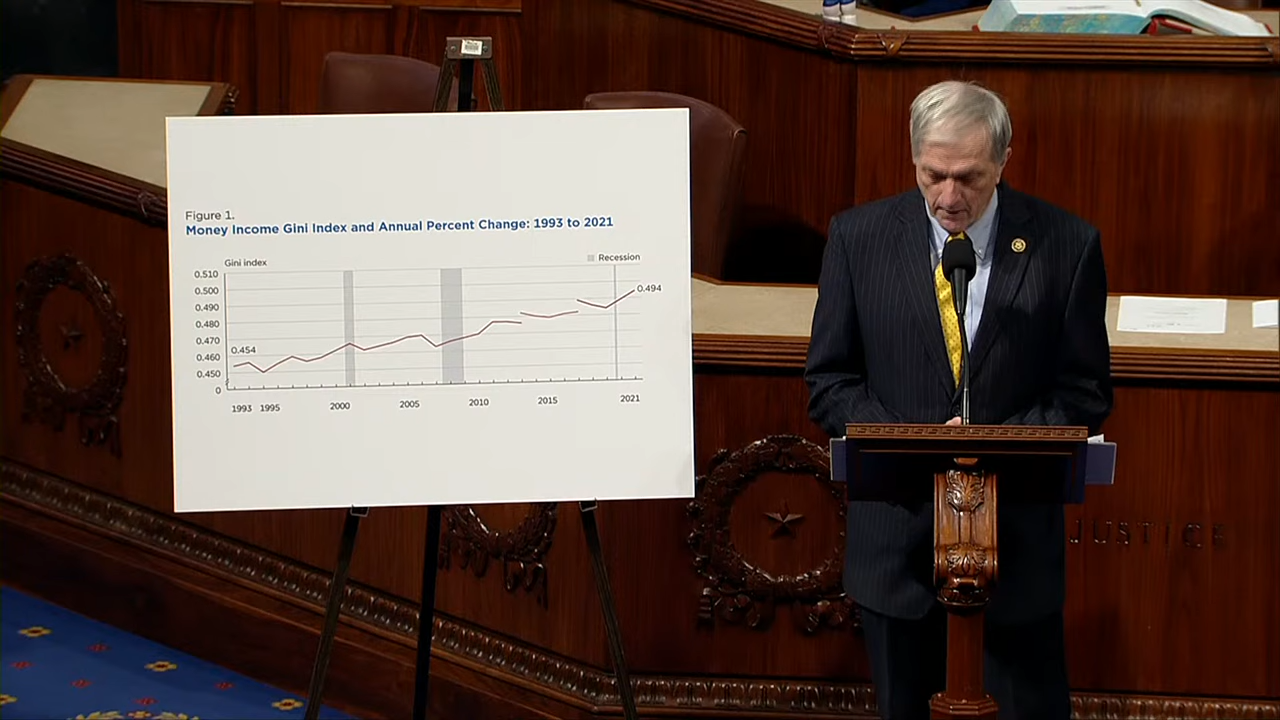 Figure 1.
Money Income Gini Index and Annual Percent Change: 1993 to 2021
Gini index
Recession
0.510
0.500
0.494
0.490
0.480
0.470
0.460
0.454
0.450
0
1993 1995 2000 2005 2010 2015 2021
JUSTICE